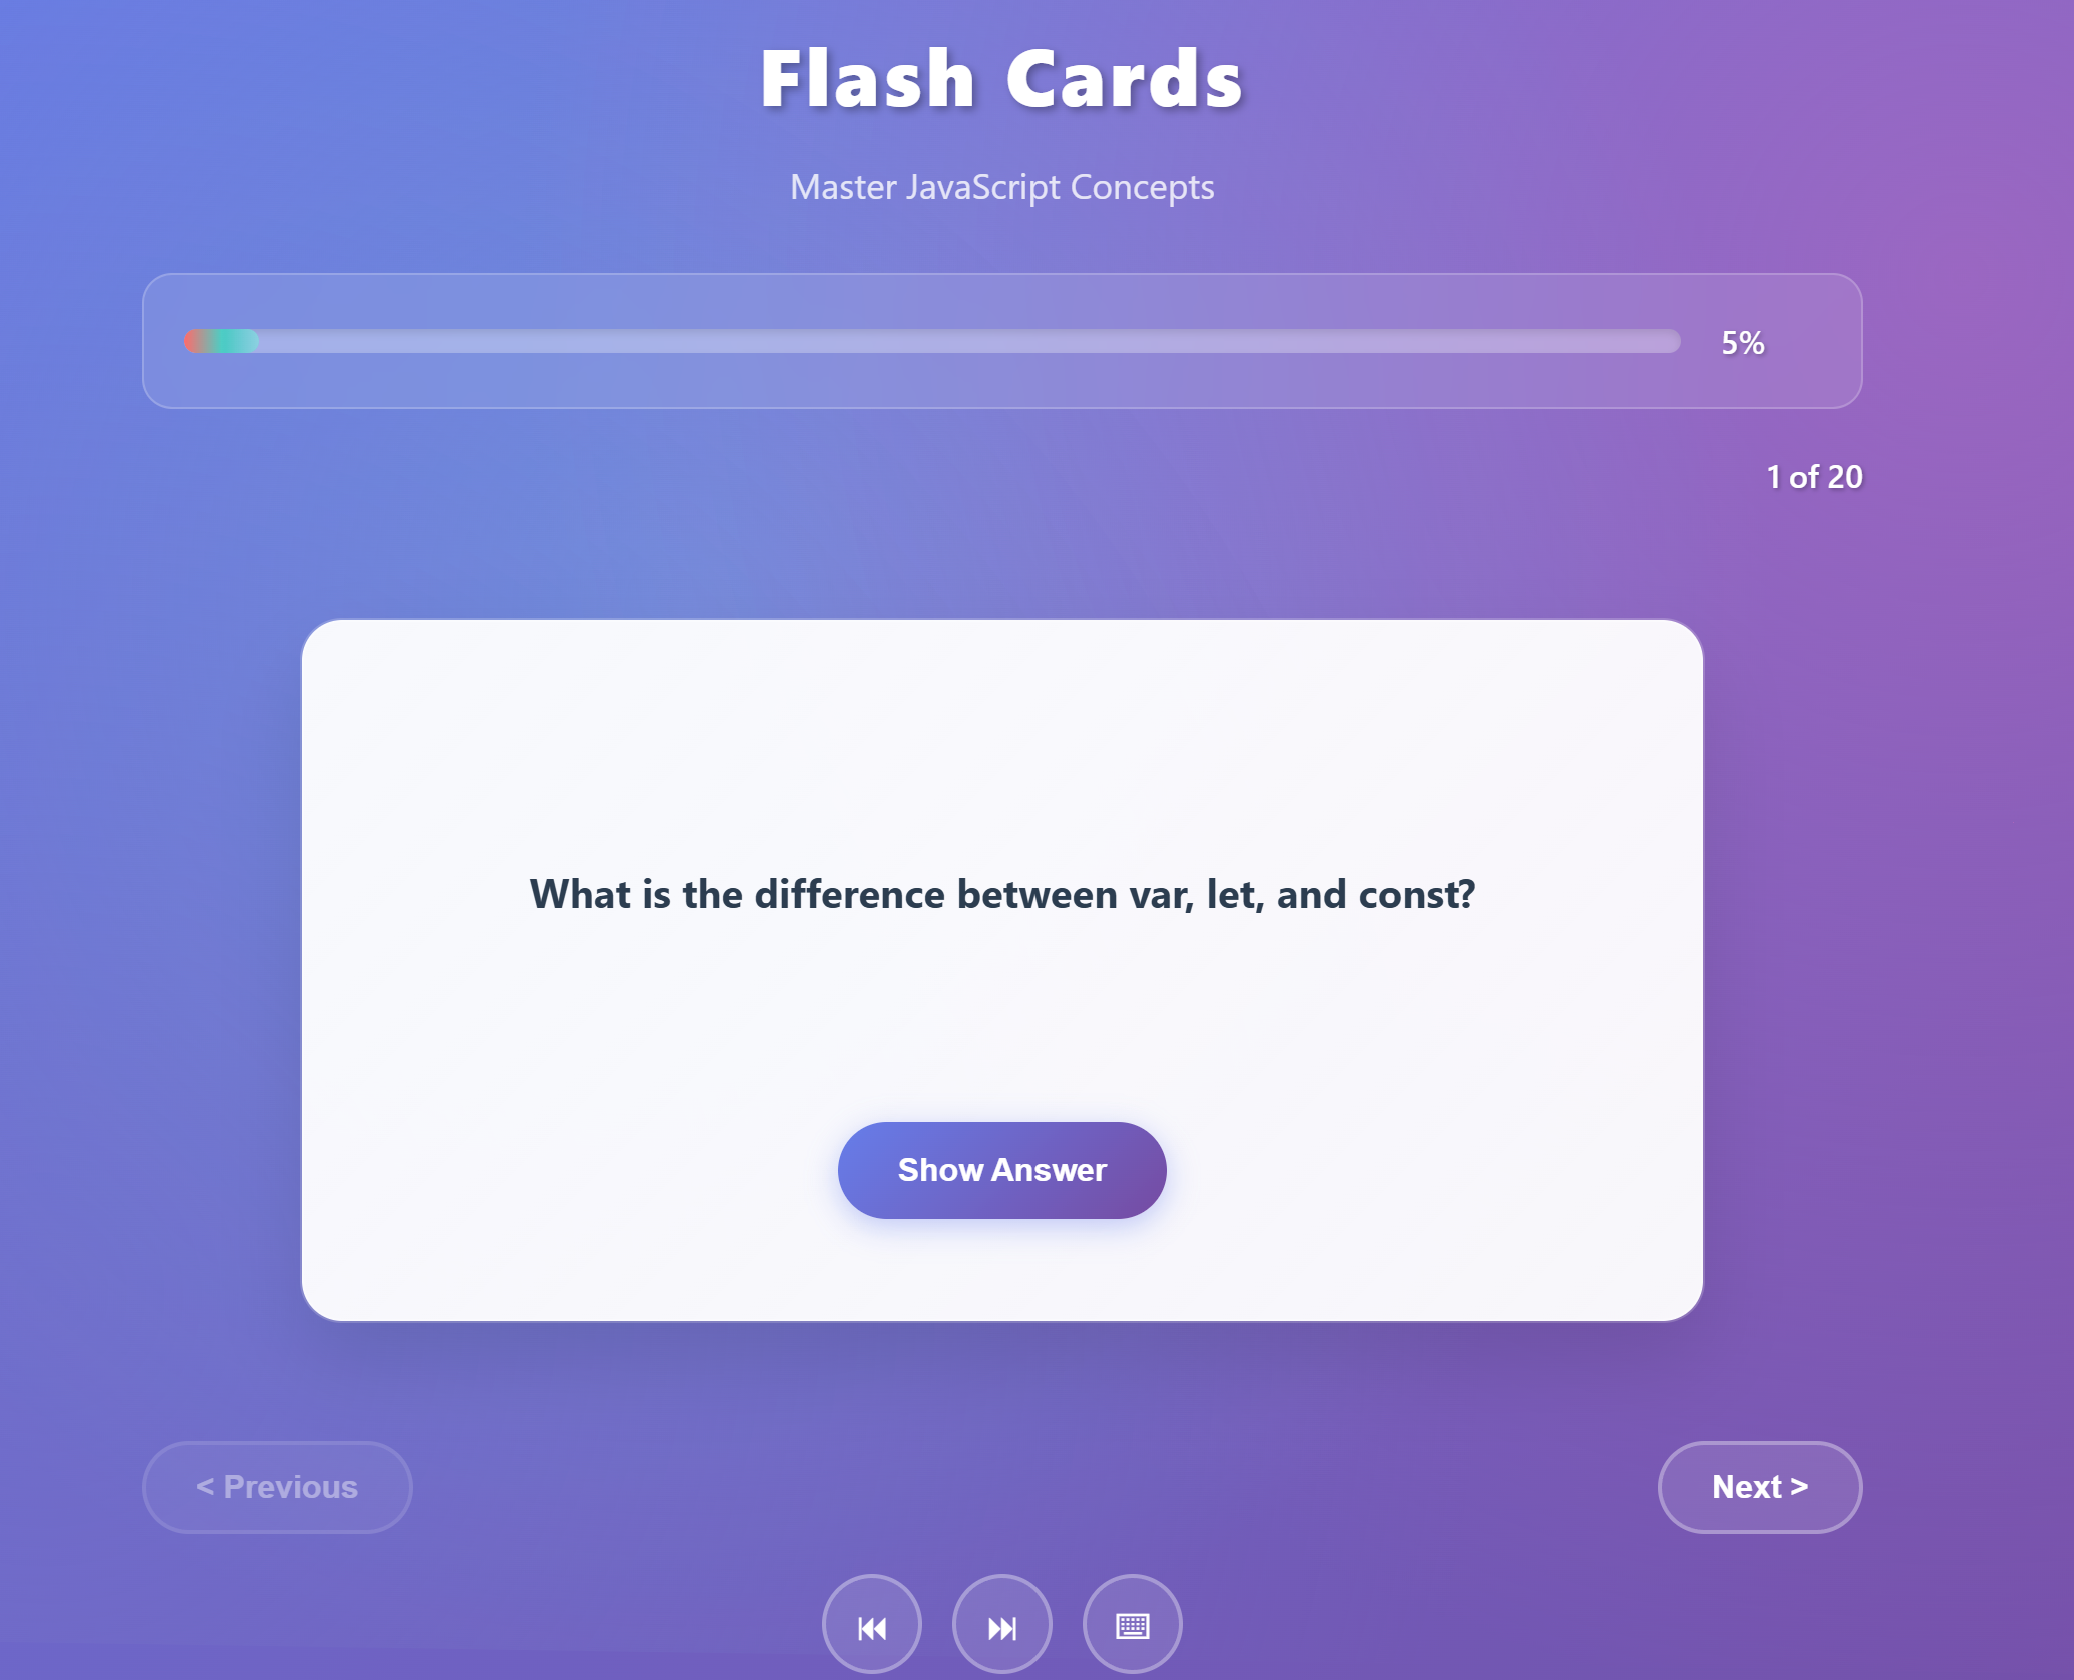 Flash Cards
Master JavaScript Concepts
5%
1 of 20
What is the difference between var, let, and const?
Show Answer
< Previous
Next >